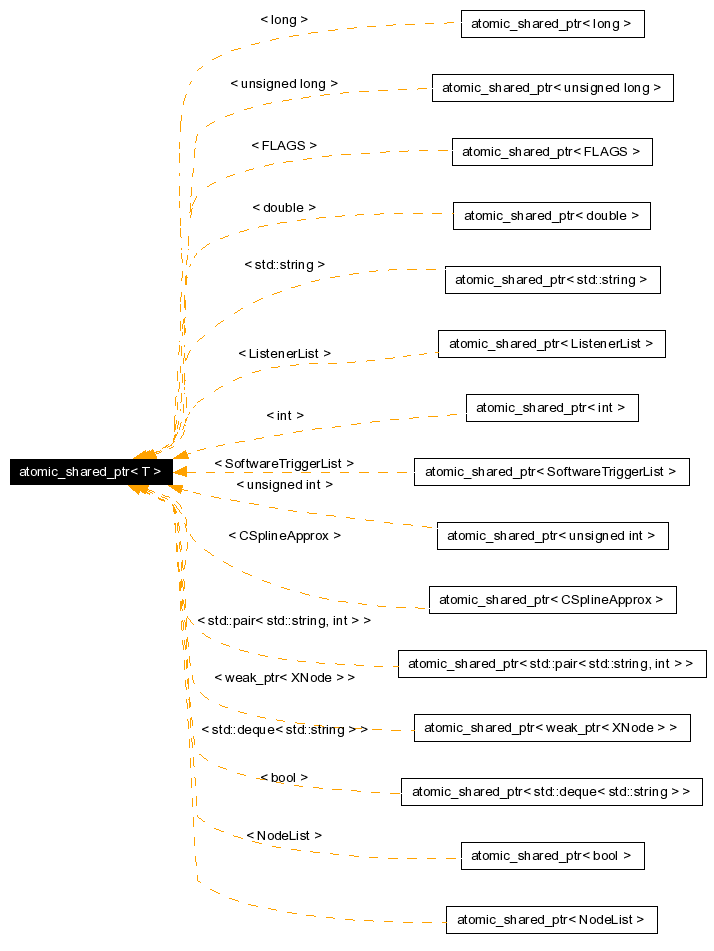 < long >
atomic_shared_ptr< long >
< unsigned long >
atomic_shared_ptr< unsigned long >
< FLAGS >
atomic_shared_ptr< FLAGS >
< double >
atomic_shared_ptr< double >
< std::string >
atomic_shared_ptr< std::string >
< ListenerList >
atomic_shared_ptr< ListenerList >
< int >
atomic_shared_ptr< int >
atomic_shared_ptr< T >
< SoftwareTriggerList >
atomic_shared_ptr< SoftwareTriggerList >
< unsigned int >
atomic_shared_ptr< unsigned int >
< CSplineApprox >
atomic_shared_ptr< CSplineApprox >
< std::pair< std::string, int > >
atomic_shared_ptr< std::pair< std::string, int > >
< weak_ptr< XNode > >
atomic_shared_ptr< weak_ptr< XNode > >
< std::deque< std::string > >
atomic_shared_ptr< std::deque< std::string > >
< bool >
atomic_shared_ptr< bool >
< NodeList >
atomic_shared_ptr< NodeList >